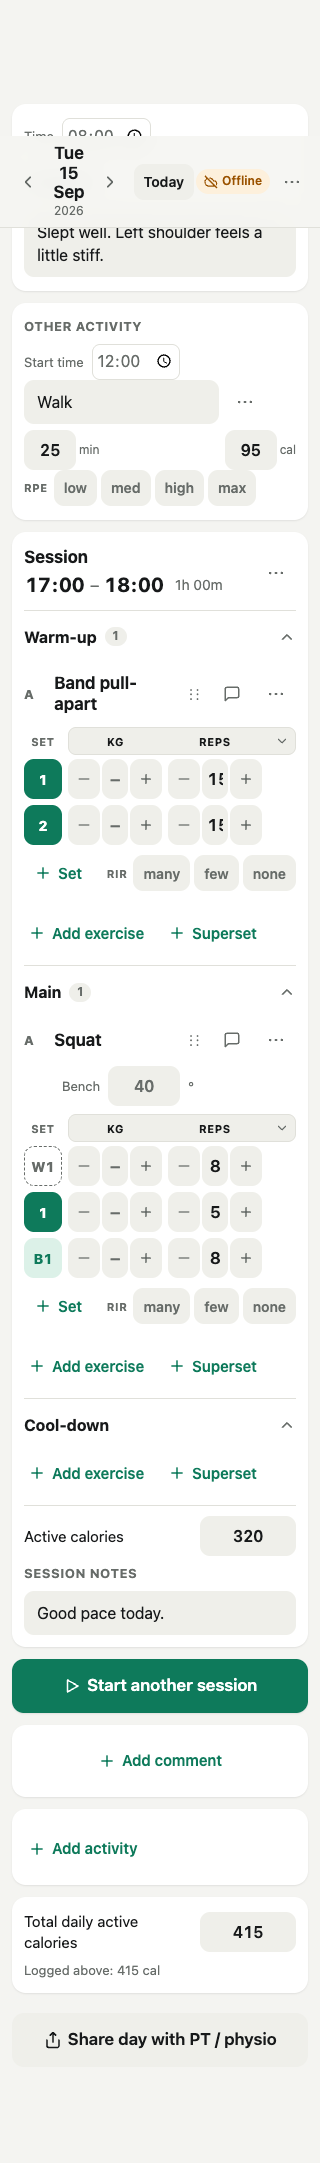 Time 08:00
Tue
15
Sep
2026
Today
Offline
Slept well. Left shoulder feels a
little stiff.
OTHER ACTIVITY
Start time 12:00
Walk
25 min 95 cal
RPE low med high max
Session
17:00 – 18:00 1h 00m
Warm-up 1
A Band pull-
apart
SET KG REPS
1 − – + − 15 +
2 − – + − 15 +
+ Set RIR many few none
+ Add exercise + Superset
Main 1
A Squat
Bench 40 °
SET KG REPS
W1 − – + − 8 +
1 − – + − 5 +
B1 − – + − 8 +
+ Set RIR many few none
+ Add exercise + Superset
Cool-down
+ Add exercise + Superset
Active calories 320
SESSION NOTES
Good pace today.
Start another session
+ Add comment
+ Add activity
Total daily active
calories
415
Logged above: 415 cal
Share day with PT / physio